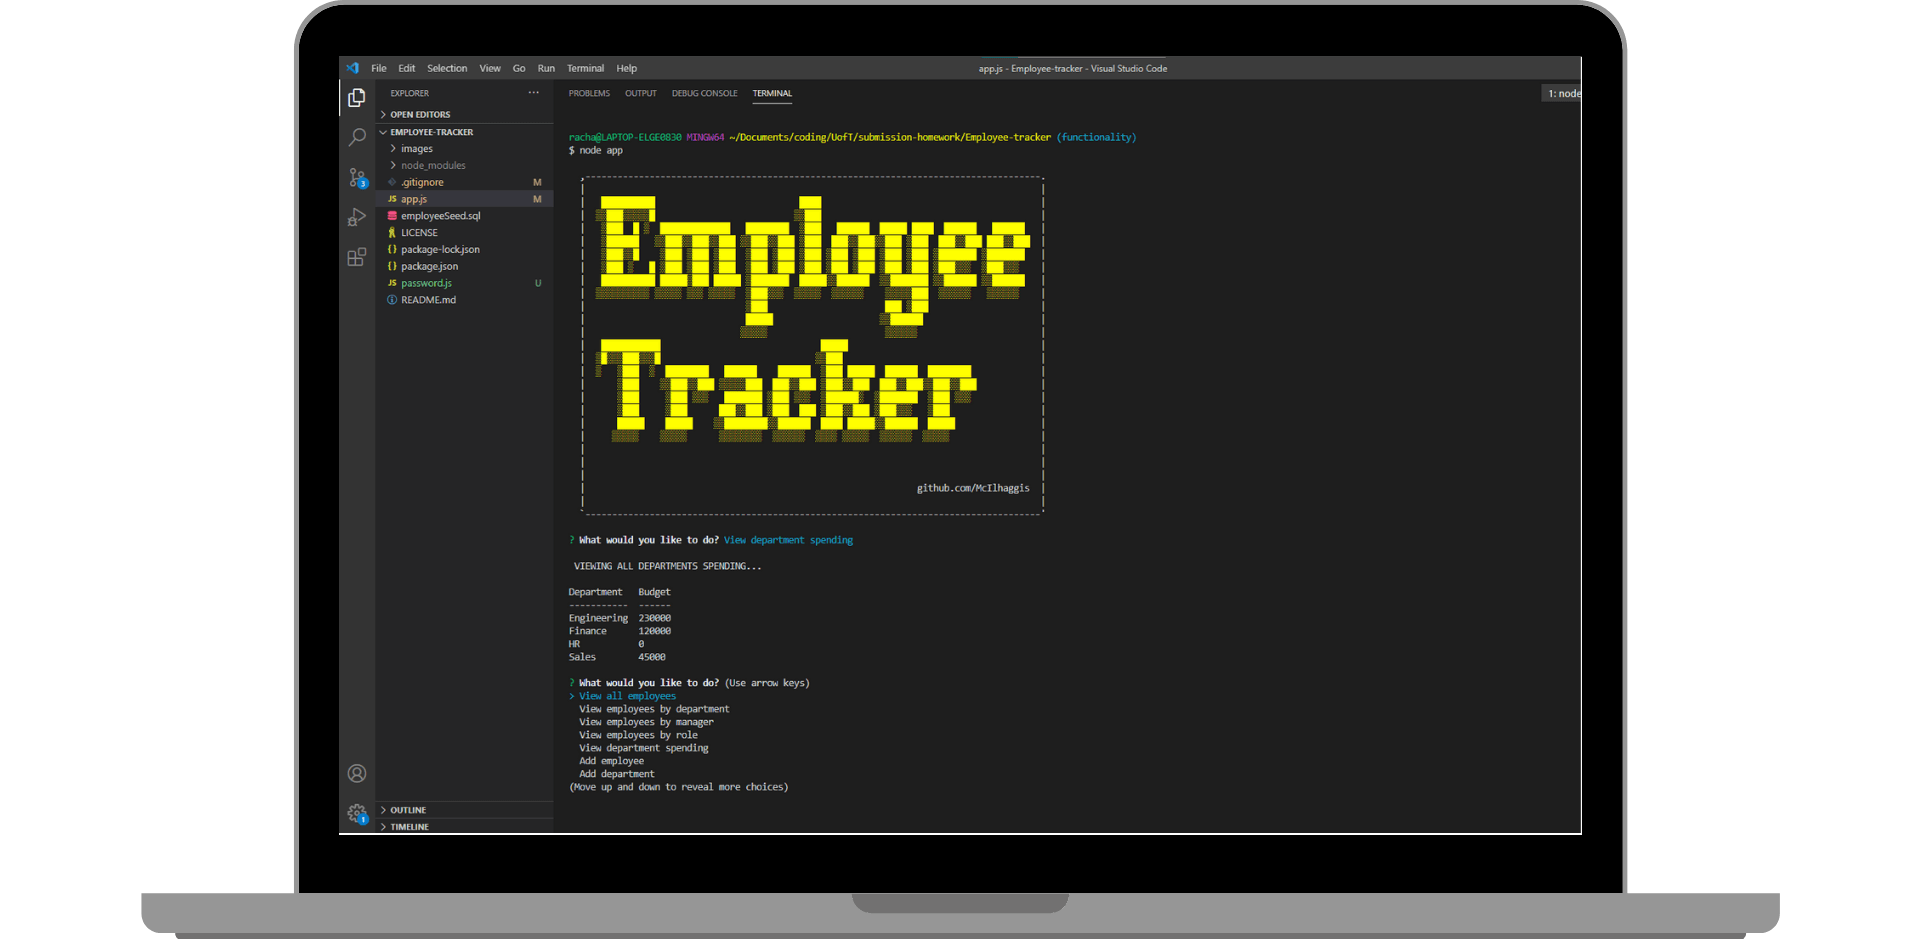 File Edit Selection View Go Run Terminal Help
app.js - Employee-tracker - Visual Studio Code
EXPLORER
OPEN EDITORS
EMPLOYEE-TRACKER
images
node_modules
.gitignore M
JS app.js M
employeeSeed.sql
LICENSE
{} package-lock.json
{} package.json
JS password.js U
README.md
OUTLINE
TIMELINE
3
1
PROBLEMS OUTPUT DEBUG CONSOLE TERMINAL
1: node
racha@LAPTOP-ELGE0830 MINGW64 ~/Documents/coding/UofT/submission-homework/Employee-tracker (functionality)
$ node app
Employee
Tracker
github.com/McIlhaggis
? What would you like to do? View department spending
VIEWING ALL DEPARTMENTS SPENDING...
Department Budget
----------- ------
Engineering 230000
Finance 120000
HR 0
Sales 45000
? What would you like to do? (Use arrow keys)
> View all employees
View employees by department
View employees by manager
View employees by role
View department spending
Add employee
Add department
(Move up and down to reveal more choices)